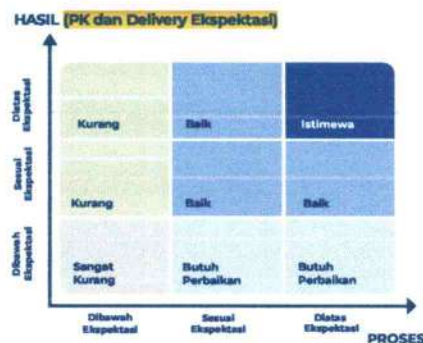 HASIL (PK dan Delivery Ekspektasi)
Diatas
Ekspektasi
Kurang
Baik
Istimewa
Sesuai
Ekspektasi
Kurang
Baik
Baik
Dibawah
Ekspektasi
Sangat
Kurang
Butuh
Perbaikan
Butuh
Perbaikan
Dibawah
Ekspektasi
Sesuai
Ekspektasi
Diatas
Ekspektasi
PROSES